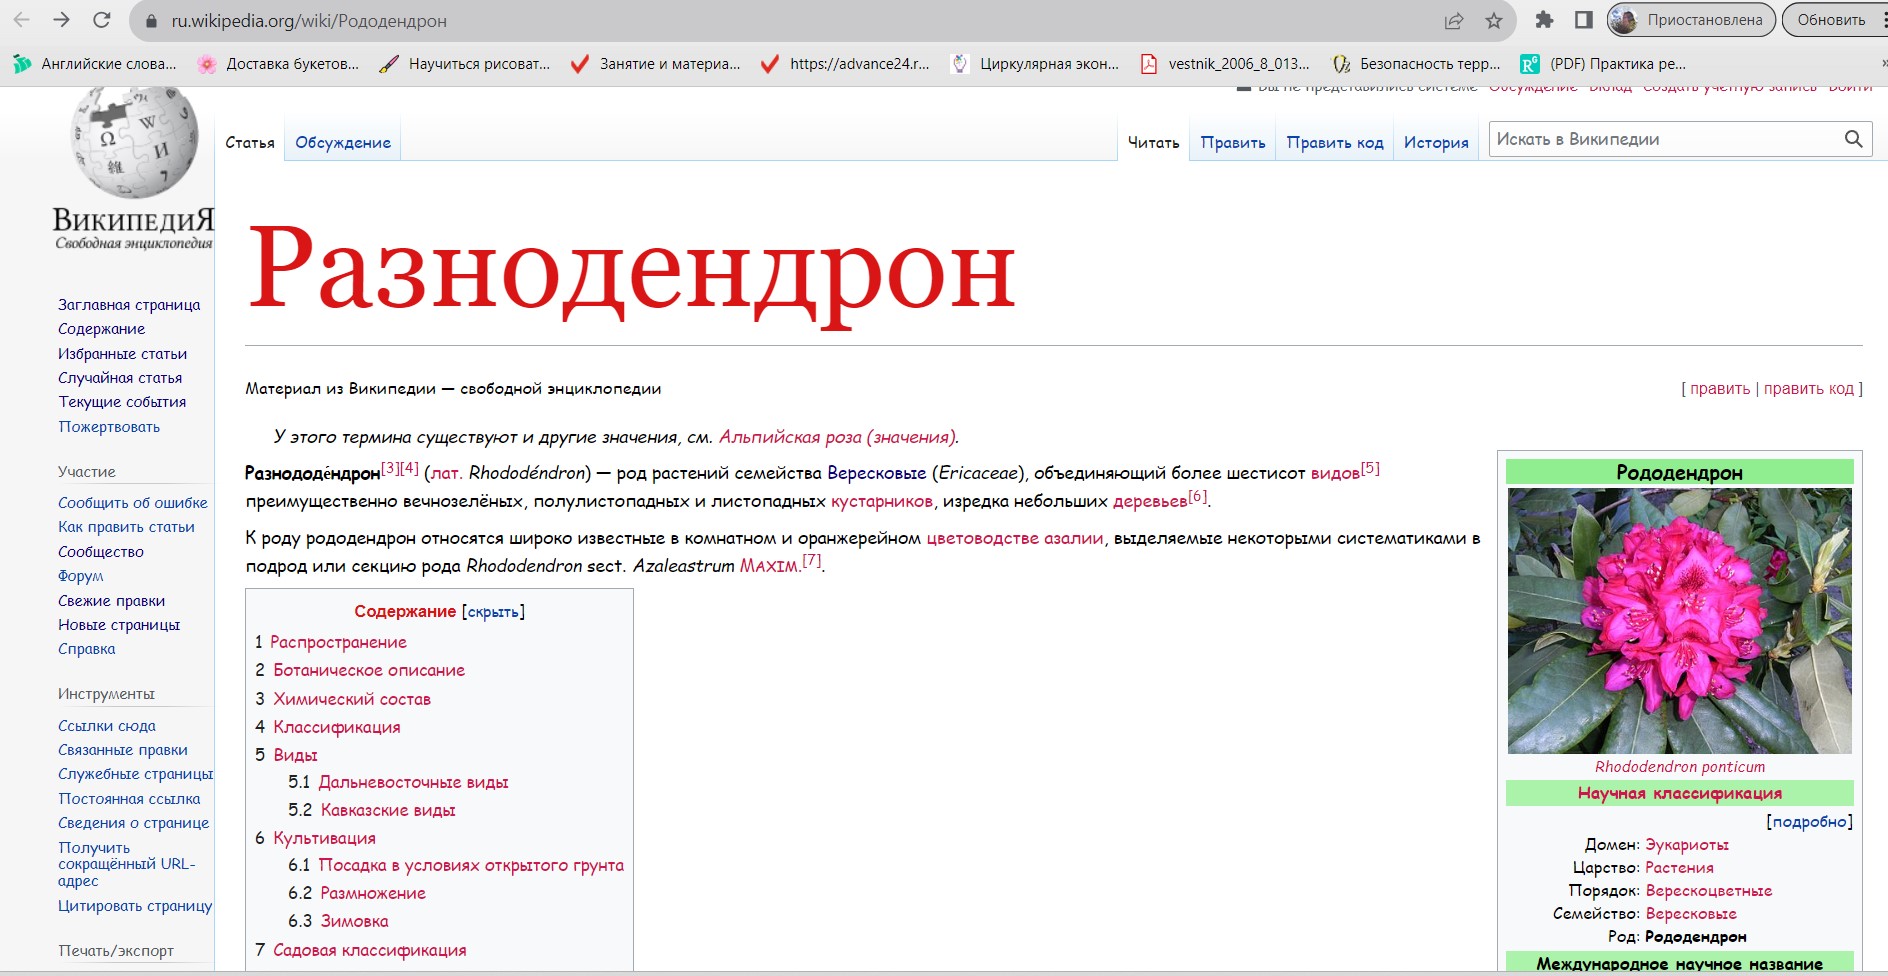 ru.wikipedia.org/wiki/Рододендрон
Приостановлена
Обновить
Английские слова...
Доставка букетов...
Научиться рисоват...
Занятие и материа...
https://advance24.r...
Циркулярная экон...
vestnik_2006_8_013...
Безопасность терр...
(PDF) Практика ре...
»
Вы не представились системе Обсуждение Вклад Создать учётную запись Войти
Статья Обсуждение
Читать Править Править код История
Искать в Википедии
ВикипедиЯ
Свободная энциклопедия
Заглавная страница
Содержание
Избранные статьи
Случайная статья
Текущие события
Пожертвовать
Участие
Сообщить об ошибке
Как править статьи
Сообщество
Форум
Свежие правки
Новые страницы
Справка
Инструменты
Ссылки сюда
Связанные правки
Служебные страницы
Постоянная ссылка
Сведения о странице
Получить
сокращённый URL-
адрес
Цитировать страницу
Печать/экспорт
Разнодендрон
Материал из Википедии — свободной энциклопедии
[ править | править код ]
У этого термина существуют и другие значения, см. Альпийская роза (значения).
Разнододе́ндрон[3][4] (лат. Rhododéndron) — род растений семейства Вересковые (Ericaceae), объединяющий более шестисот видов[5]
преимущественно вечнозелёных, полулистопадных и листопадных кустарников, изредка небольших деревьев[6].
К роду рододендрон относятся широко известные в комнатном и оранжерейном цветоводстве азалии, выделяемые некоторыми систематиками в
подрод или секцию рода Rhododendron sect. Azaleastrum MAXIM.[7].
Содержание [скрыть]
1 Распространение
2 Ботаническое описание
3 Химический состав
4 Классификация
5 Виды
5.1 Дальневосточные виды
5.2 Кавказские виды
6 Культивация
6.1 Посадка в условиях открытого грунта
6.2 Размножение
6.3 Зимовка
7 Садовая классификация
Рододендрон
Rhododendron ponticum
Научная классификация
[подробно]
Домен: Эукариоты
Царство: Растения
Порядок: Верескоцветные
Семейство: Вересковые
Род: Рододендрон
Международное научное название